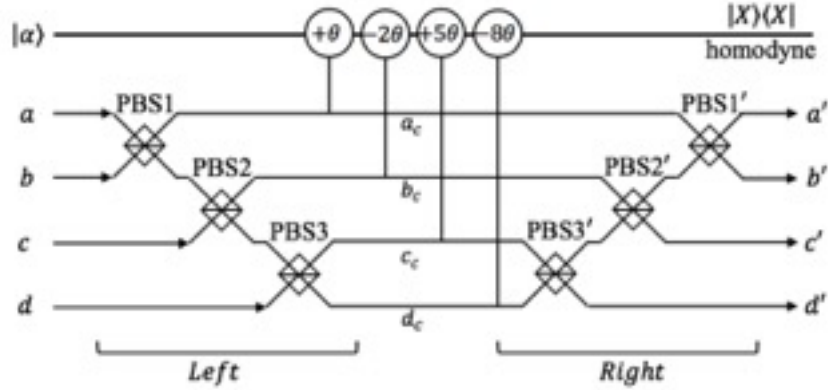 |α⟩ +θ −2θ +5θ −8θ |X⟩⟨X|
homodyne
a PBS1 a_c PBS1′ a′
b PBS2 b_c PBS2′ b′
c PBS3 c_c PBS3′ c′
d d_c d′
Left Right